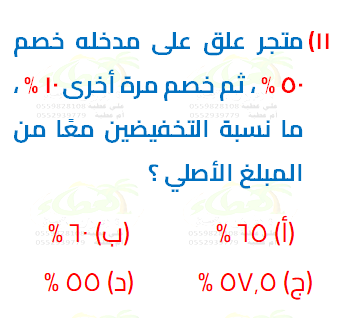 ١١) متجر علق على مدخله خصم
٥٠ %، ثم خصم مرة أخرى ١٠ %،
ما نسبة التخفيضين معًا من
المبلغ الأصلي ؟
(أ) ٦٥ %
(ب) ٦٠ %
(ج) ٥٧,٥ %
(د) ٥٥ %